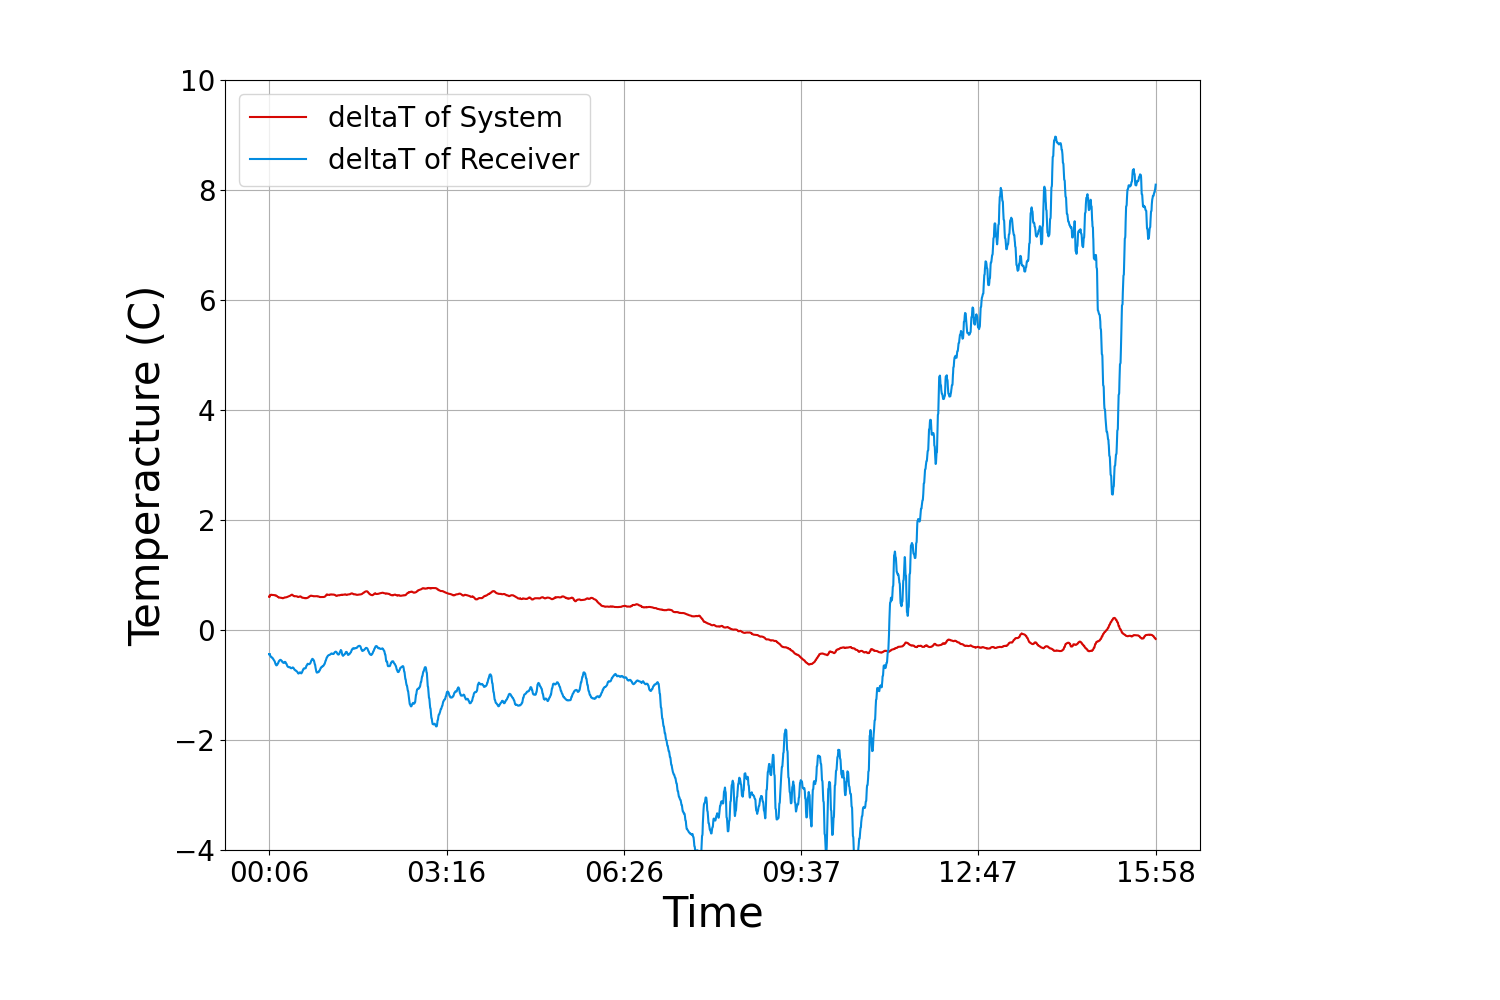 deltaT of System
deltaT of Receiver
10
8
6
4
2
0
−2
−4
Temperacture (C)
00:06 03:16 06:26 09:37 12:47 15:58
Time